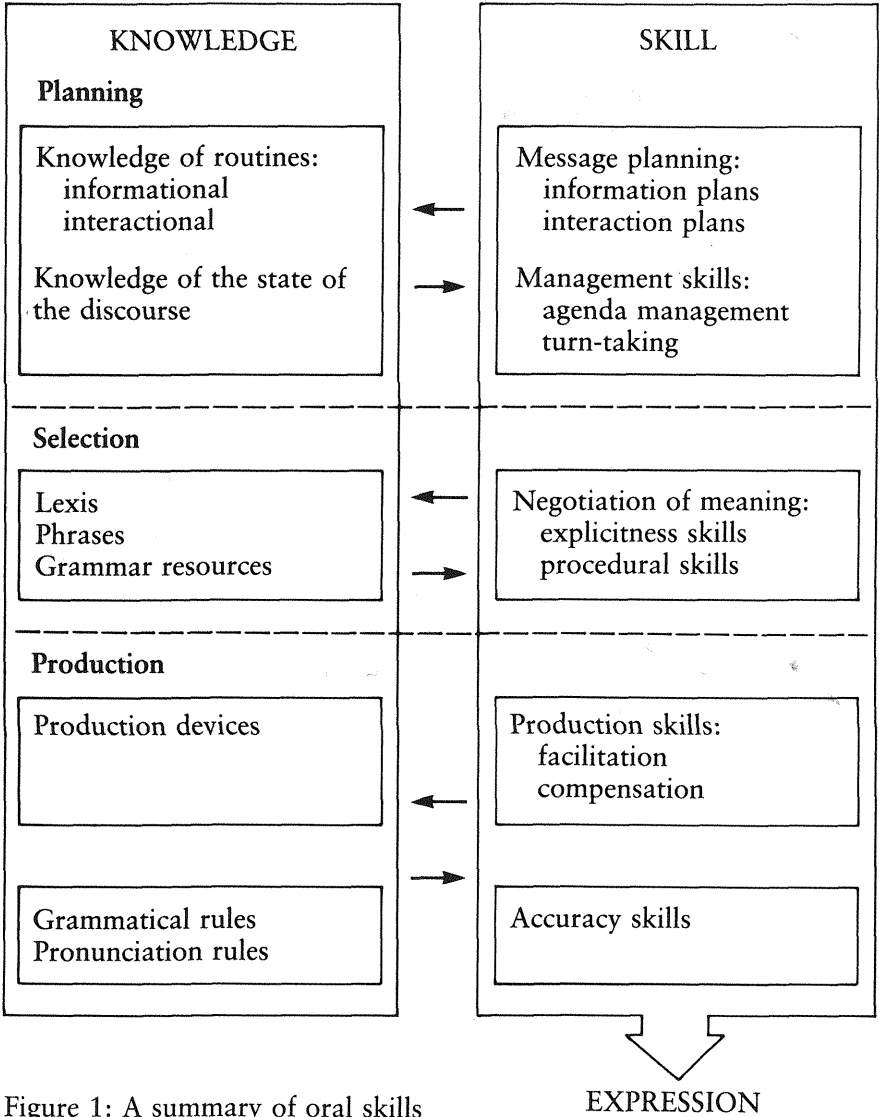 KNOWLEDGE
Planning
Knowledge of routines:
informational
interactional
Knowledge of the state of
the discourse
SKILL
Message planning:
information plans
interaction plans
Management skills:
agenda management
turn-taking
Selection
Lexis
Phrases
Grammar resources
Negotiation of meaning:
explicitness skills
procedural skills
Production
Production devices
Production skills:
facilitation
compensation
Grammatical rules
Pronunciation rules
Accuracy skills
EXPRESSION
Figure 1: A summary of oral skills